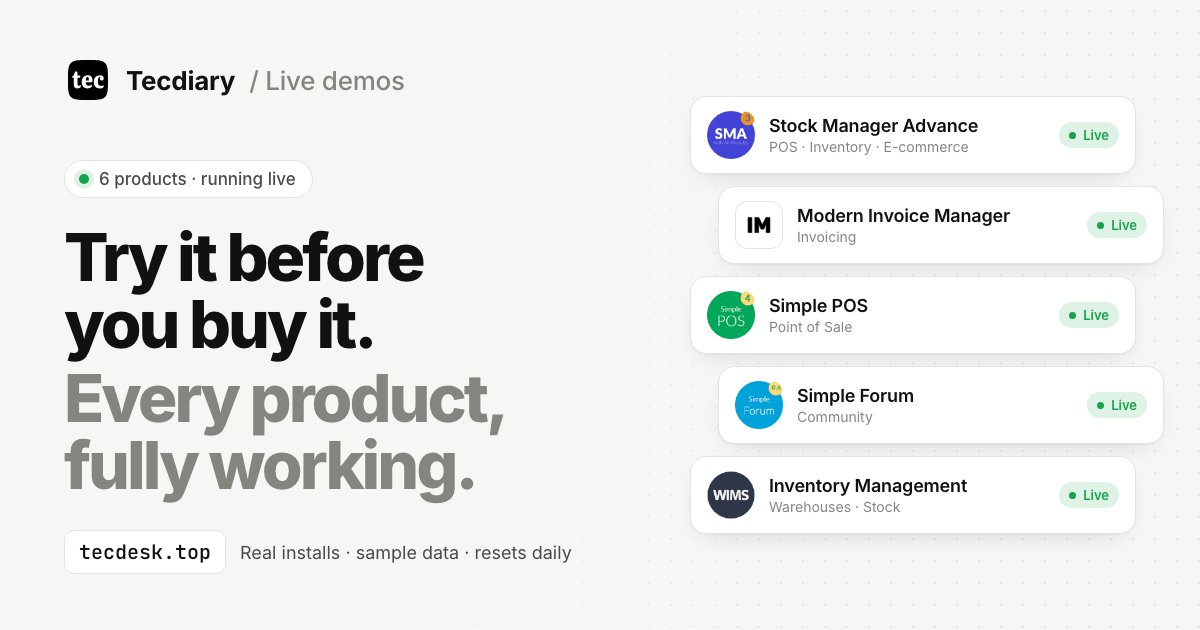 tec
Tecdiary / Live demos
6 products · running live
Try it before
you buy it.
Every product,
fully working.
tecdesk.top
Real installs · sample data · resets daily
3
SMA
Stock Manager Advance
POS · Inventory · E-commerce
Live
IM
Modern Invoice Manager
Invoicing
Live
4
Simple
POS
Simple POS
Point of Sale
Live
Simple
Forum
Simple Forum
Community
Live
WIMS
Inventory Management
Warehouses · Stock
Live